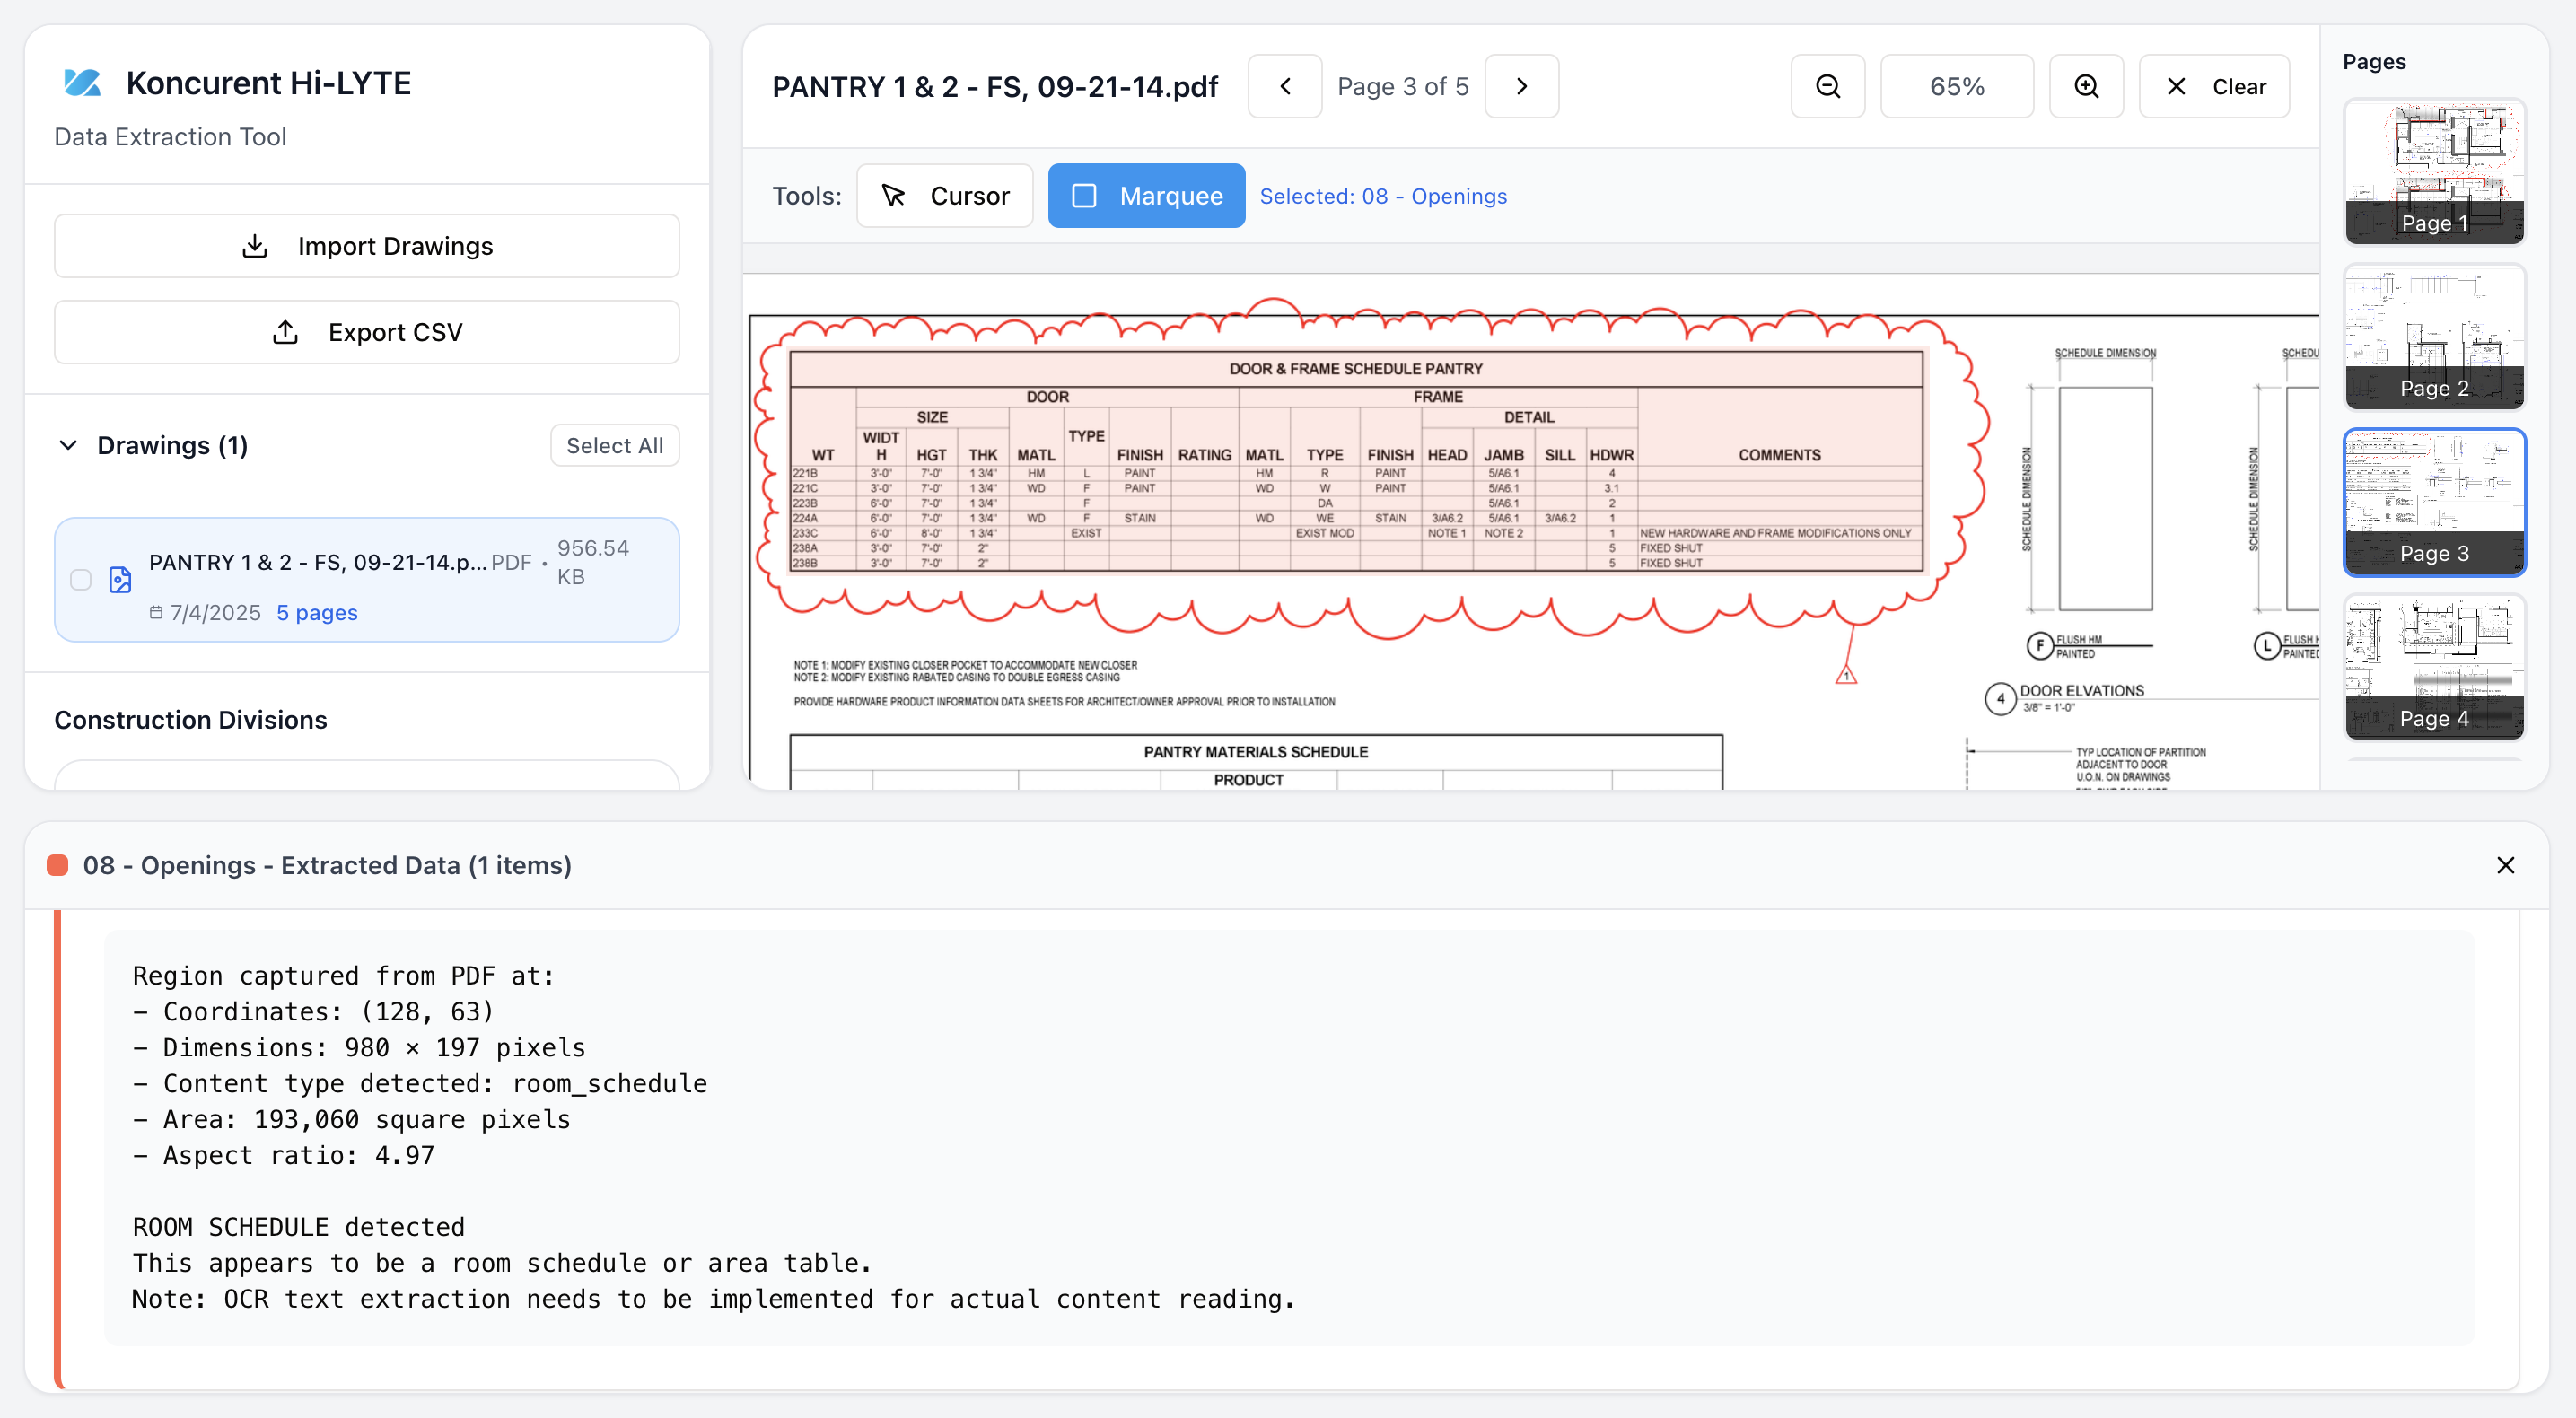 Koncurent Hi-LYTE
Data Extraction Tool
Import Drawings
Export CSV
Drawings (1)
Select All
PANTRY 1 & 2 - FS, 09-21-14.p... PDF • 956.54 KB
7/4/2025 5 pages
Construction Divisions
PANTRY 1 & 2 - FS, 09-21-14.pdf
Page 3 of 5
65%
Clear
Tools:
Cursor
Marquee
Selected: 08 - Openings
DOOR & FRAME SCHEDULE PANTRY
DOOR FRAME
SIZE DETAIL
WT WIDTH HGT THK MATL TYPE FINISH RATING MATL TYPE FINISH HEAD JAMB SILL HDWR COMMENTS
221B 3'-0" 7'-0" 1 3/4" HM L PAINT HM R PAINT 5/A6.1 4
221C 3'-0" 7'-0" 1 3/4" WD F PAINT WD W PAINT 5/A6.1 3.1
223B 6'-0" 7'-0" 1 3/4" F DA 5/A6.1 2
224A 6'-0" 7'-0" 1 3/4" WD F STAIN WD WE STAIN 3/A6.2 5/A6.1 3/A6.2 1
233C 6'-0" 8'-0" 1 3/4" EXIST EXIST MOD NOTE 1 NOTE 2 1 NEW HARDWARE AND FRAME MODIFICATIONS ONLY
238A 3'-0" 7'-0" 2" 5 FIXED SHUT
238B 3'-0" 7'-0" 2" 5 FIXED SHUT
NOTE 1: MODIFY EXISTING CLOSER POCKET TO ACCOMMODATE NEW CLOSER
NOTE 2: MODIFY EXISTING RABATED CASING TO DOUBLE EGRESS CASING
PROVIDE HARDWARE PRODUCT INFORMATION DATA SHEETS FOR ARCHITECT/OWNER APPROVAL PRIOR TO INSTALLATION
1
PANTRY MATERIALS SCHEDULE
PRODUCT
SCHEDULE DIMENSION
SCHEDULE DIMENSION
SCHEDU
SCHEDULE DIMENSION
F FLUSH HM
PAINTED
L FLUSH H
PAINTED
4 DOOR ELVATIONS
3/8" = 1'-0"
TYP LOCATION OF PARTITION
ADJACENT TO DOOR
U.O.N. ON DRAWINGS
Pages
Page 1
Page 2
Page 3
Page 4
08 - Openings - Extracted Data (1 items)
Region captured from PDF at:
- Coordinates: (128, 63)
- Dimensions: 980 × 197 pixels
- Content type detected: room_schedule
- Area: 193,060 square pixels
- Aspect ratio: 4.97
ROOM SCHEDULE detected
This appears to be a room schedule or area table.
Note: OCR text extraction needs to be implemented for actual content reading.